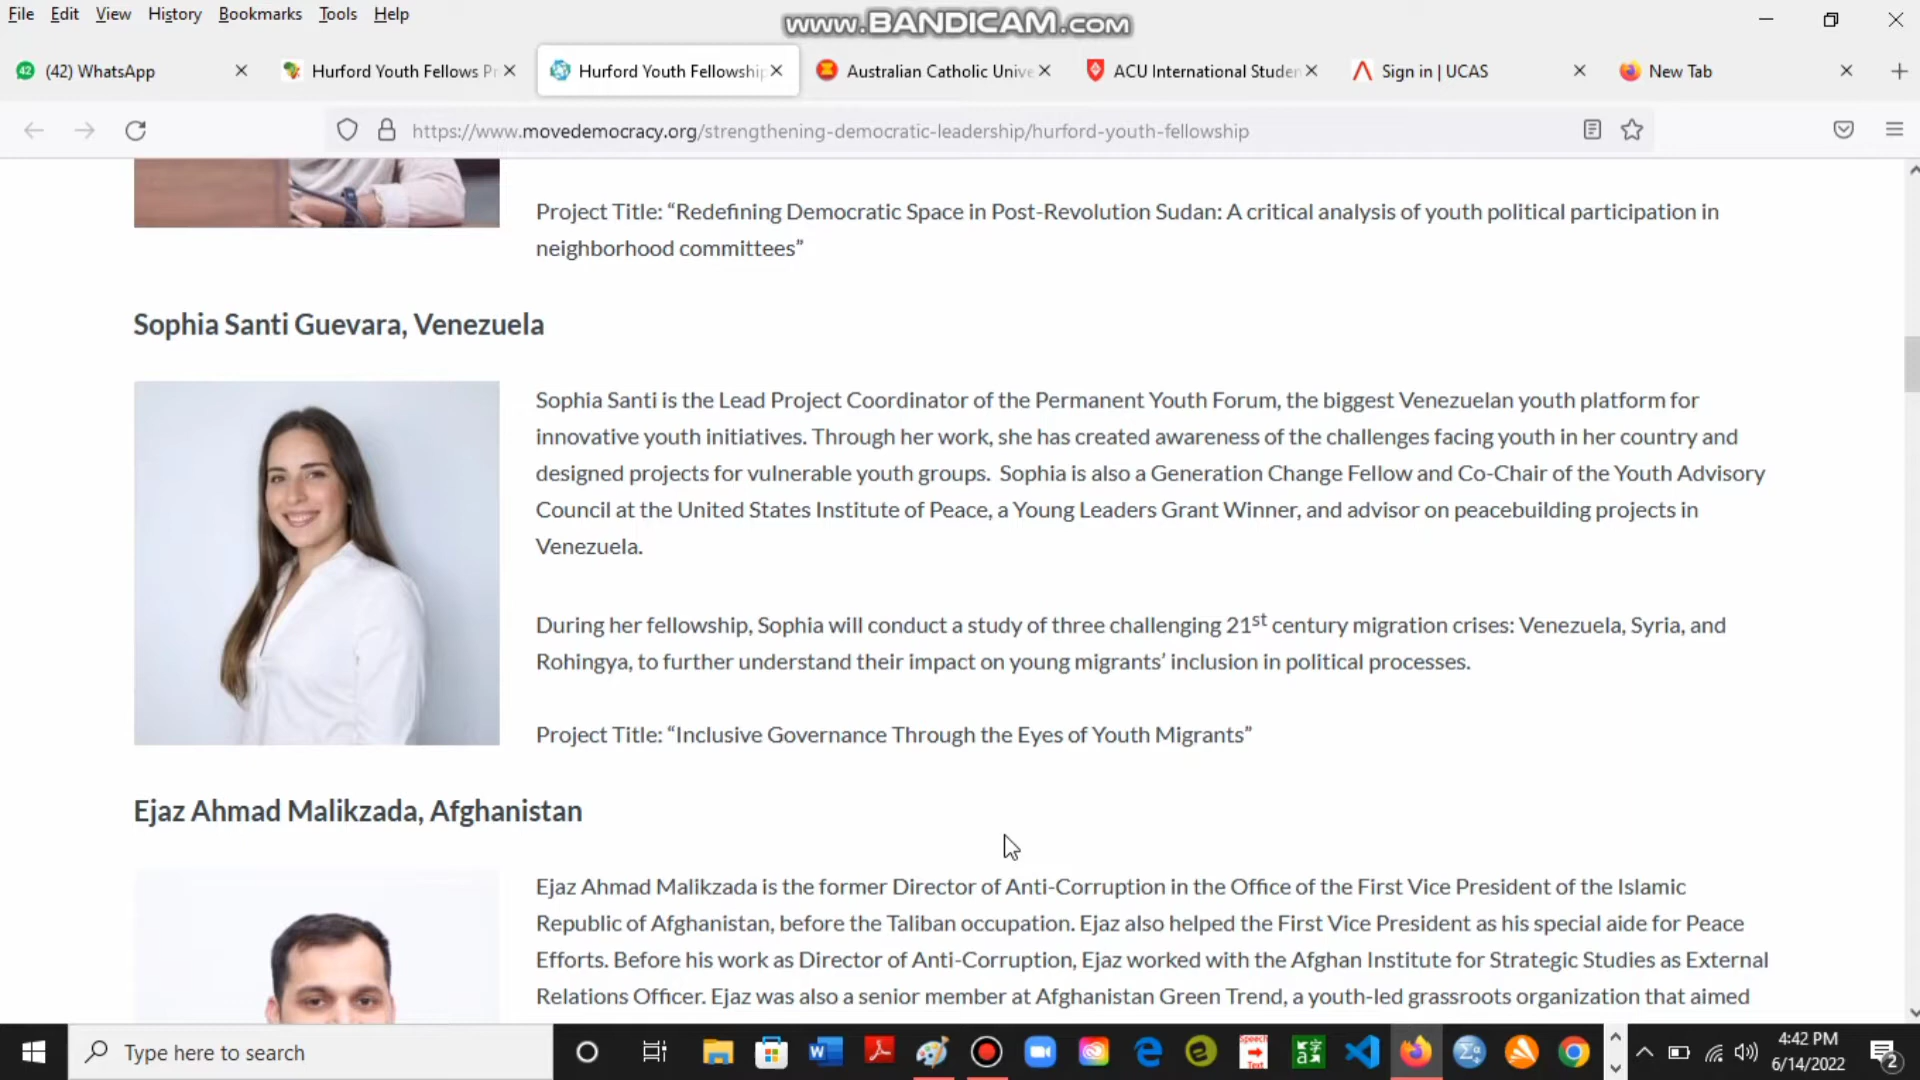 File Edit View History Bookmarks Tools Help
www.BANDICAM.com
42 (42) WhatsApp
Hurford Youth Fellows Pr
Hurford Youth Fellowship
Australian Catholic Unive
ACU International Studen
Sign in | UCAS
New Tab
https://www.movedemocracy.org/strengthening-democratic-leadership/hurford-youth-fellowship
Project Title: “Redefining Democratic Space in Post-Revolution Sudan: A critical analysis of youth political participation in
neighborhood committees”
Sophia Santi Guevara, Venezuela
Sophia Santi is the Lead Project Coordinator of the Permanent Youth Forum, the biggest Venezuelan youth platform for
innovative youth initiatives. Through her work, she has created awareness of the challenges facing youth in her country and
designed projects for vulnerable youth groups.  Sophia is also a Generation Change Fellow and Co-Chair of the Youth Advisory
Council at the United States Institute of Peace, a Young Leaders Grant Winner, and advisor on peacebuilding projects in
Venezuela.
During her fellowship, Sophia will conduct a study of three challenging 21st century migration crises: Venezuela, Syria, and
Rohingya, to further understand their impact on young migrants’ inclusion in political processes.
Project Title: “Inclusive Governance Through the Eyes of Youth Migrants”
Ejaz Ahmad Malikzada, Afghanistan
Ejaz Ahmad Malikzada is the former Director of Anti-Corruption in the Office of the First Vice President of the Islamic
Republic of Afghanistan, before the Taliban occupation. Ejaz also helped the First Vice President as his special aide for Peace
Efforts. Before his work as Director of Anti-Corruption, Ejaz worked with the Afghan Institute for Strategic Studies as External
Relations Officer. Ejaz was also a senior member at Afghanistan Green Trend, a youth-led grassroots organization that aimed
Type here to search
Speech
Text
4:42 PM
6/14/2022
2